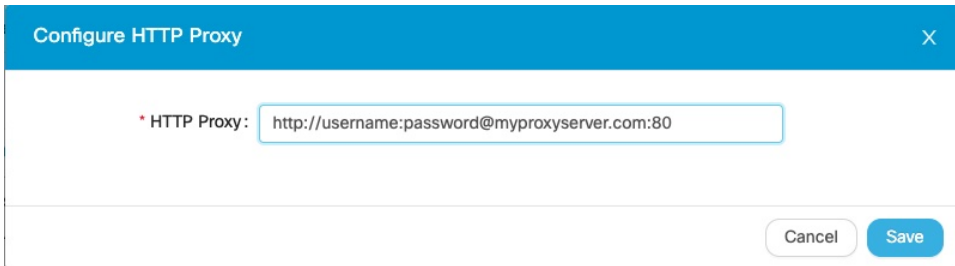 Configure HTTP Proxy X
* HTTP Proxy: http://username:password@myproxyserver.com:80
Cancel Save